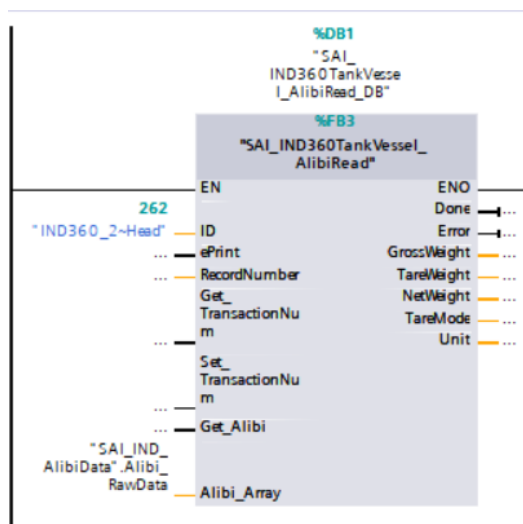 %DB1
"SAI_
IND360TankVesse
l_AlibiRead_DB"
%FB3
"SAI_IND360TankVessel_
AlibiRead"
EN ENO
262 Done ...
Error ...
"IND360_2~Head" ID
... ePrint GrossWeight ...
... RecordNumber TareWeight ...
Get_ NetWeight ...
TransactionNu TareMode ...
... m Unit ...
Set_
TransactionNu
... m
... Get_Alibi
"SAI_IND_
AlibiData".Alibi_
RawData Alibi_Array